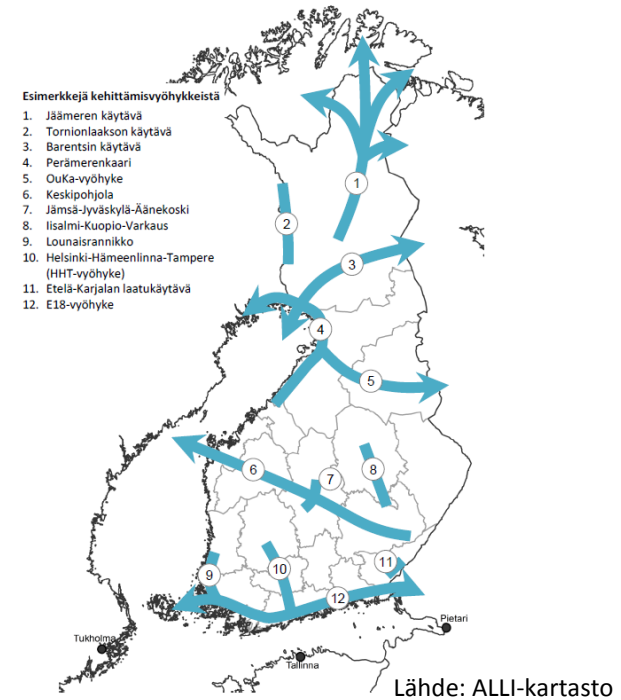 Esimerkkejä kehittämisvyöhykkeistä
1. Jäämeren käytävä
2. Tornionlaakson käytävä
3. Barentsin käytävä
4. Perämerenkaari
5. OuKa-vyöhyke
6. Keskipohjola
7. Jämsä-Jyväskylä-Äänekoski
8. Iisalmi-Kuopio-Varkaus
9. Lounaisrannikko
10. Helsinki-Hämeenlinna-Tampere
(HHT-vyöhyke)
11. Etelä-Karjalan laatukäytävä
12. E18-vyöhyke
1
2
3
4
5
6
7
8
9
10
11
12
Tukholma
Tallinna
Pietari
Lähde: ALLI-kartasto